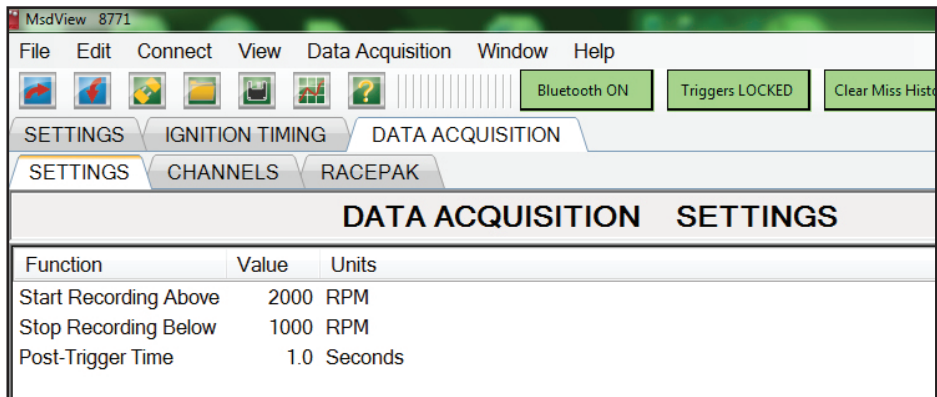 MsdView 8771
File Edit Connect View Data Acquisition Window Help
Bluetooth ON Triggers LOCKED Clear Miss
SETTINGS IGNITION TIMING DATA ACQUISITION
SETTINGS CHANNELS RACEPAK
DATA ACQUISITION SETTINGS
Function Value Units
Start Recording Above 2000 RPM
Stop Recording Below 1000 RPM
Post-Trigger Time 1.0 Seconds